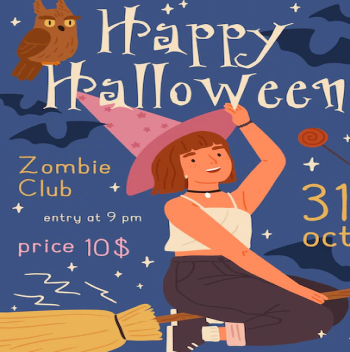 Happy
Halloween
Zombie
Club
entry at 9 pm
price 10$
31
oct